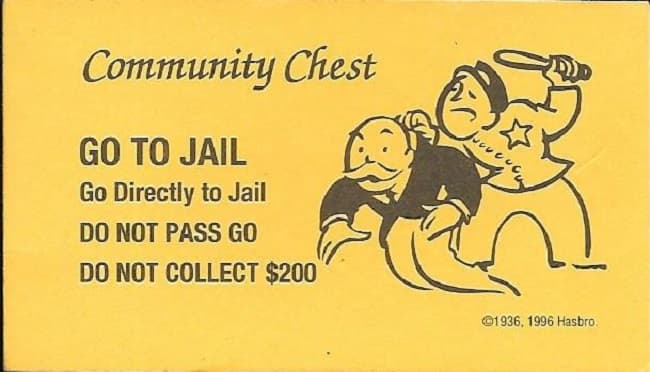 Community Chest
GO TO JAIL
Go Directly to Jail
DO NOT PASS GO
DO NOT COLLECT $200
©1936, 1996 Hasbro.